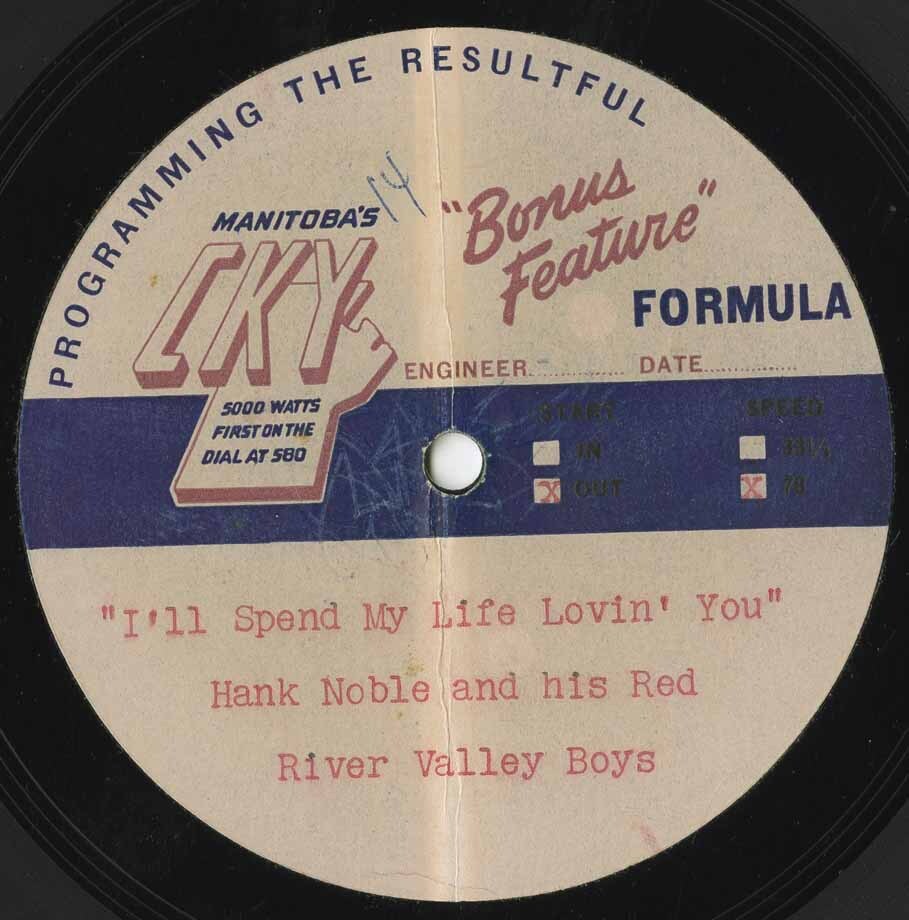 PROGRAMMING THE RESULTFUL
14
"Bonus
Feature"
FORMULA
MANITOBA'S
CKY
5000 WATTS
FIRST ON THE
DIAL AT 580
ENGINEER.............. DATE..............
START SPEED
IN 33 1/3
X OUT X 78
"I'll Spend My Life Lovin' You"
Hank Noble and his Red
River Valley Boys